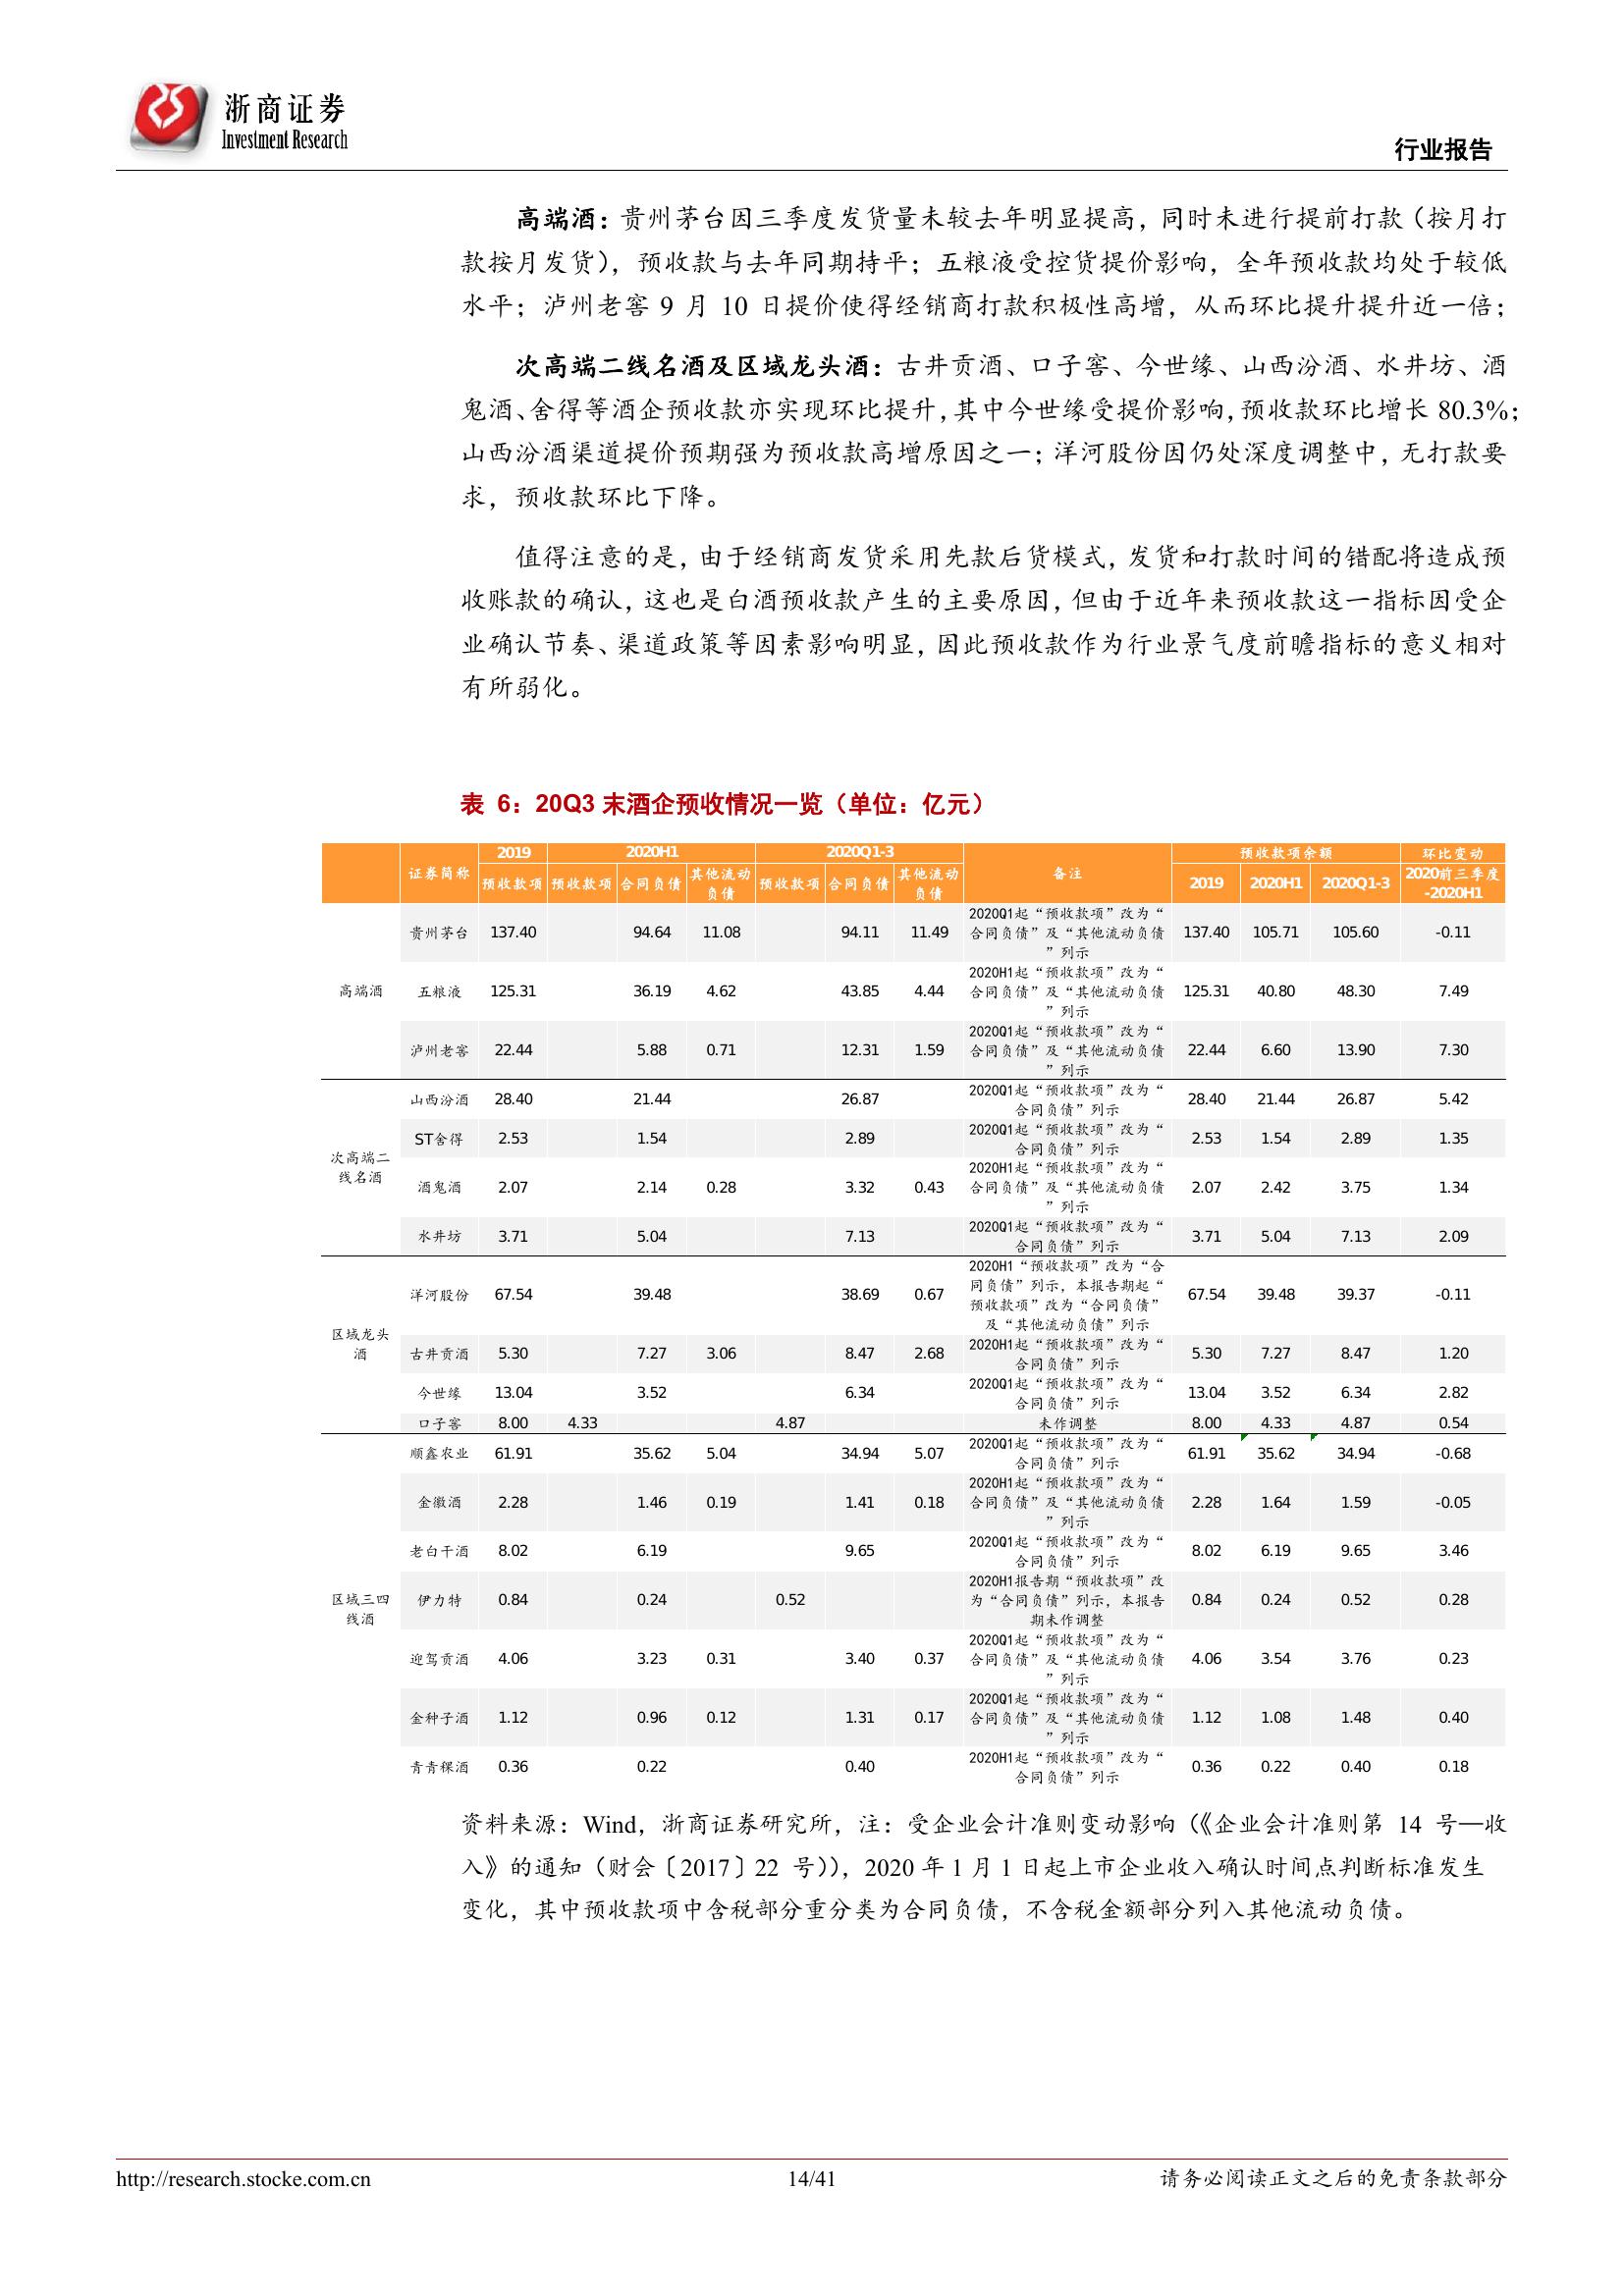 浙商证券
Investment Research
行业报告
高端酒：贵州茅台因三季度发货量未较去年明显提高，同时未进行提前打款（按月打
款按月发货），预收款与去年同期持平；五粮液受控货提价影响，全年预收款均处于较低
水平；泸州老窖 9 月 10 日提价使得经销商打款积极性高增，从而环比提升提升近一倍；
次高端二线名酒及区域龙头酒：古井贡酒、口子窖、今世缘、山西汾酒、水井坊、酒
鬼酒、舍得等酒企预收款亦实现环比提升，其中今世缘受提价影响，预收款环比增长 80.3%；
山西汾酒渠道提价预期强为预收款高增原因之一；洋河股份因仍处深度调整中，无打款要
求，预收款环比下降。
值得注意的是，由于经销商发货采用先款后货模式，发货和打款时间的错配将造成预
收账款的确认，这也是白酒预收款产生的主要原因，但由于近年来预收款这一指标因受企
业确认节奏、渠道政策等因素影响明显，因此预收款作为行业景气度前瞻指标的意义相对
有所弱化。
表 6：20Q3 末酒企预收情况一览（单位：亿元）
证券简称 2019 2020H1 2020Q1-3 备注 预收款项余额 环比变动
预收款项 预收款项 合同负债 其他流动负债 预收款项 合同负债 其他流动负债 2019 2020H1 2020Q1-3 2020前三季度-2020H1
高端酒
贵州茅台 137.40 94.64 11.08 94.11 11.49 2020Q1起“预收款项”改为“合同负债”及“其他流动负债”列示 137.40 105.71 105.60 -0.11
五粮液 125.31 36.19 4.62 43.85 4.44 2020H1起“预收款项”改为“合同负债”及“其他流动负债”列示 125.31 40.80 48.30 7.49
泸州老窖 22.44 5.88 0.71 12.31 1.59 2020Q1起“预收款项”改为“合同负债”及“其他流动负债”列示 22.44 6.60 13.90 7.30
次高端二线名酒
山西汾酒 28.40 21.44 26.87 2020Q1起“预收款项”改为“合同负债”列示 28.40 21.44 26.87 5.42
ST舍得 2.53 1.54 2.89 2020Q1起“预收款项”改为“合同负债”列示 2.53 1.54 2.89 1.35
酒鬼酒 2.07 2.14 0.28 3.32 0.43 2020H1起“预收款项”改为“合同负债”及“其他流动负债”列示 2.07 2.42 3.75 1.34
水井坊 3.71 5.04 7.13 2020Q1起“预收款项”改为“合同负债”列示 3.71 5.04 7.13 2.09
区域龙头酒
洋河股份 67.54 39.48 38.69 0.67 2020H1“预收款项”改为“合同负债”列示，本报告期起“预收款项”改为“合同负债”及“其他流动负债”列示 67.54 39.48 39.37 -0.11
古井贡酒 5.30 7.27 3.06 8.47 2.68 2020H1起“预收款项”改为“合同负债”列示 5.30 7.27 8.47 1.20
今世缘 13.04 3.52 6.34 2020Q1起“预收款项”改为“合同负债”列示 13.04 3.52 6.34 2.82
口子窖 8.00 4.33 4.87 未作调整 8.00 4.33 4.87 0.54
区域三四线酒
顺鑫农业 61.91 35.62 5.04 34.94 5.07 2020Q1起“预收款项”改为“合同负债”列示 61.91 35.62 34.94 -0.68
金徽酒 2.28 1.46 0.19 1.41 0.18 2020H1起“预收款项”改为“合同负债”及“其他流动负债”列示 2.28 1.64 1.59 -0.05
老白干酒 8.02 6.19 9.65 2020Q1起“预收款项”改为“合同负债”列示 8.02 6.19 9.65 3.46
伊力特 0.84 0.24 0.52 2020H1报告期“预收款项”改为“合同负债”列示，本报告期未作调整 0.84 0.24 0.52 0.28
迎驾贡酒 4.06 3.23 0.31 3.40 0.37 2020Q1起“预收款项”改为“合同负债”及“其他流动负债”列示 4.06 3.54 3.76 0.23
金种子酒 1.12 0.96 0.12 1.31 0.17 2020Q1起“预收款项”改为“合同负债”及“其他流动负债”列示 1.12 1.08 1.48 0.40
青青稞酒 0.36 0.22 0.40 2020H1起“预收款项”改为“合同负债”列示 0.36 0.22 0.40 0.18
资料来源：Wind，浙商证券研究所，注：受企业会计准则变动影响（《企业会计准则第 14 号—收
入》的通知（财会〔2017〕22 号）），2020 年 1 月 1 日起上市企业收入确认时间点判断标准发生
变化，其中预收款项中含税部分重分类为合同负债，不含税金额部分列入其他流动负债。
http://research.stocke.com.cn
14/41
请务必阅读正文之后的免责条款部分